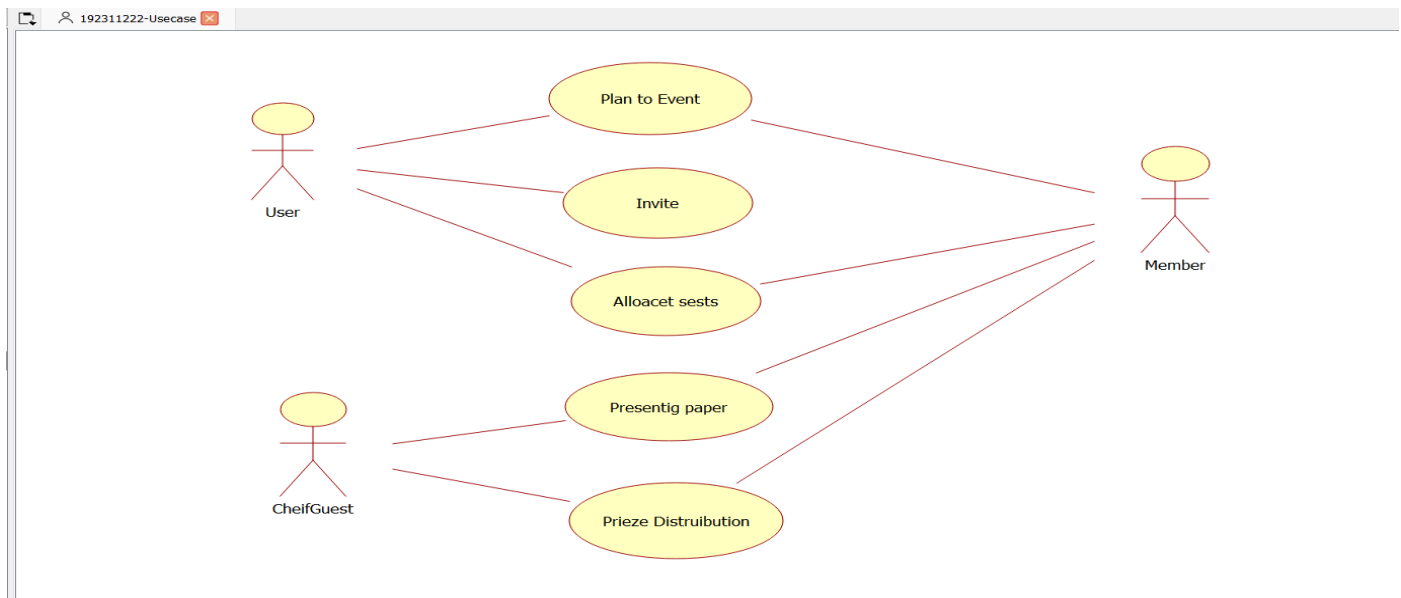 192311222-Usecase
Plan to Event
User
Invite
Member
Alloacet sests
Presentig paper
CheifGuest
Prieze Distruibution